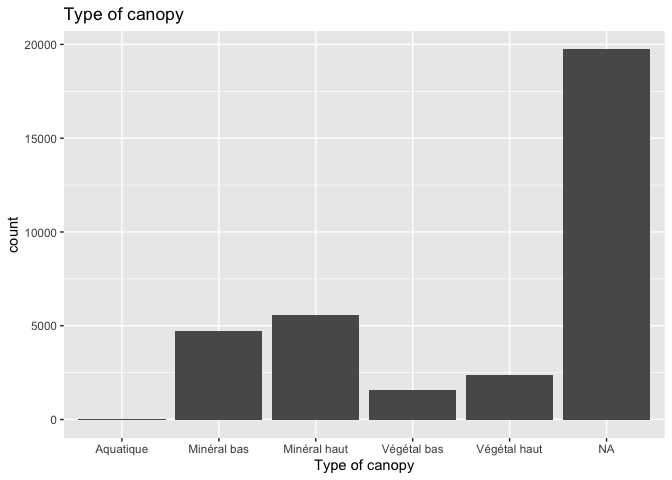 Type of canopy
20000
15000
10000
5000
0
count
Aquatique Minéral bas Minéral haut Végétal bas Végétal haut NA
Type of canopy